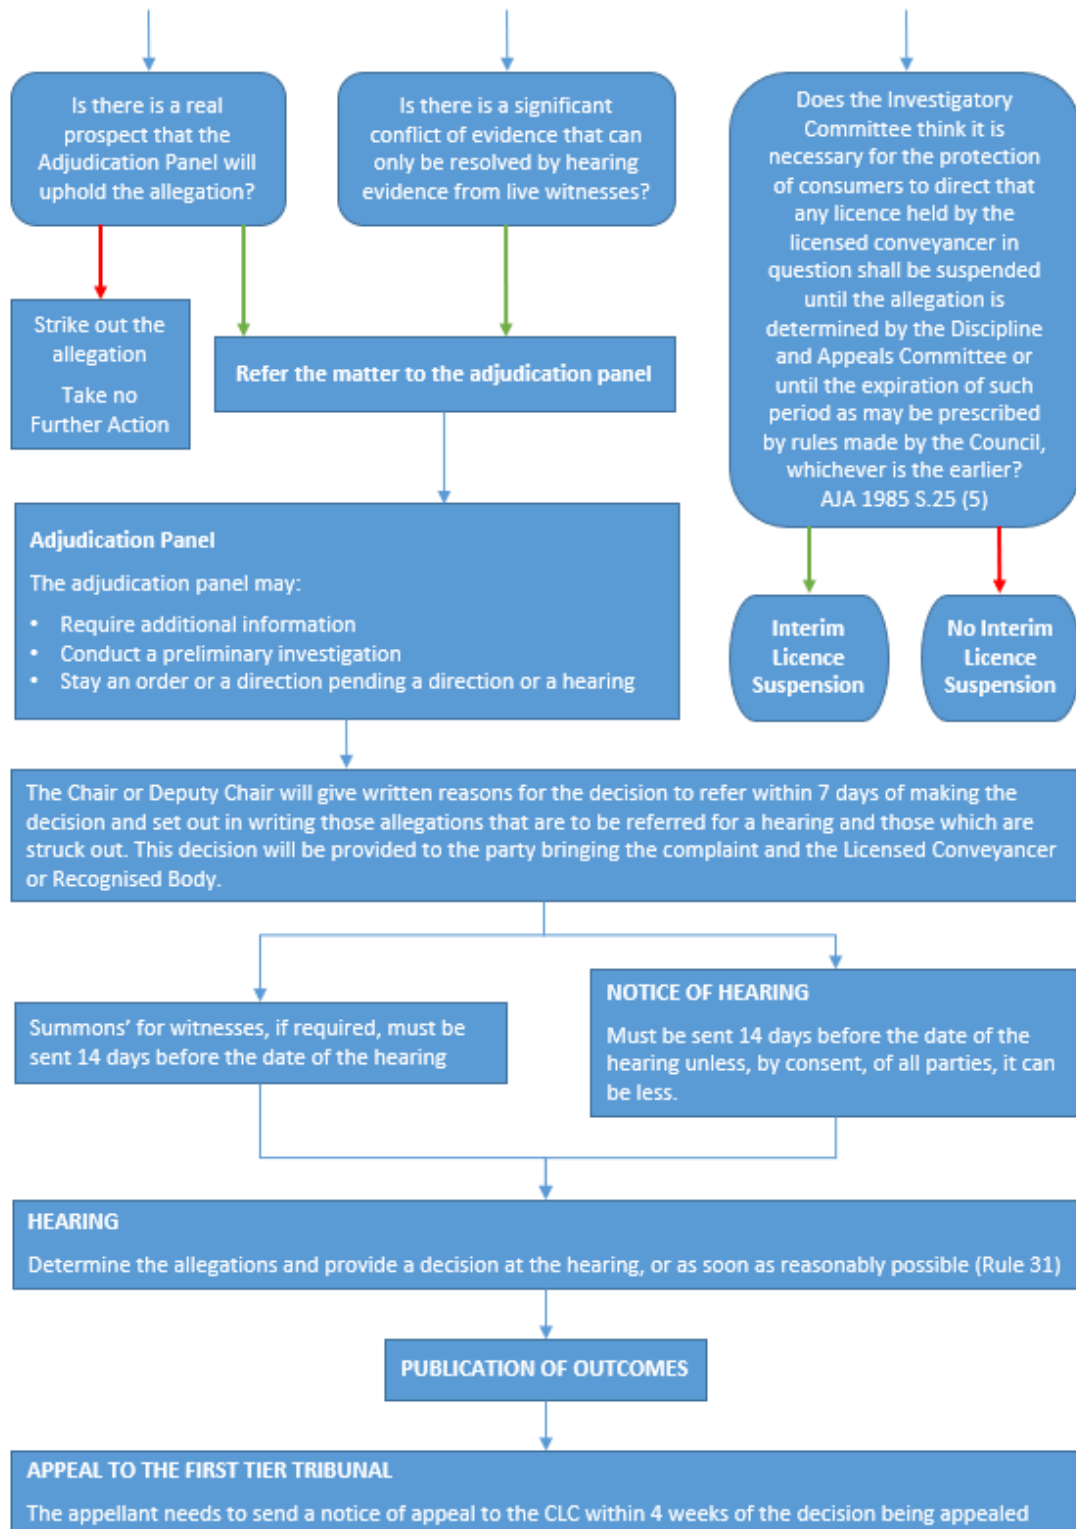 Is there is a real
prospect that the
Adjudication Panel will
uphold the allegation?
Is there is a significant
conflict of evidence that can
only be resolved by hearing
evidence from live witnesses?
Does the Investigatory
Committee think it is
necessary for the protection
of consumers to direct that
any licence held by the
licensed conveyancer in
question shall be suspended
until the allegation is
determined by the Discipline
and Appeals Committee or
until the expiration of such
period as may be prescribed
by rules made by the Council,
whichever is the earlier?
AJA 1985 S.25 (5)
Strike out the
allegation
Take no
Further Action
Refer the matter to the adjudication panel
Adjudication Panel
The adjudication panel may:
• Require additional information
• Conduct a preliminary investigation
• Stay an order or a direction pending a direction or a hearing
Interim
Licence
Suspension
No Interim
Licence
Suspension
The Chair or Deputy Chair will give written reasons for the decision to refer within 7 days of making the
decision and set out in writing those allegations that are to be referred for a hearing and those which are
struck out. This decision will be provided to the party bringing the complaint and the Licensed Conveyancer
or Recognised Body.
Summons’ for witnesses, if required, must be
sent 14 days before the date of the hearing
NOTICE OF HEARING
Must be sent 14 days before the date of the
hearing unless, by consent, of all parties, it can
be less.
HEARING
Determine the allegations and provide a decision at the hearing, or as soon as reasonably possible (Rule 31)
PUBLICATION OF OUTCOMES
APPEAL TO THE FIRST TIER TRIBUNAL
The appellant needs to send a notice of appeal to the CLC within 4 weeks of the decision being appealed